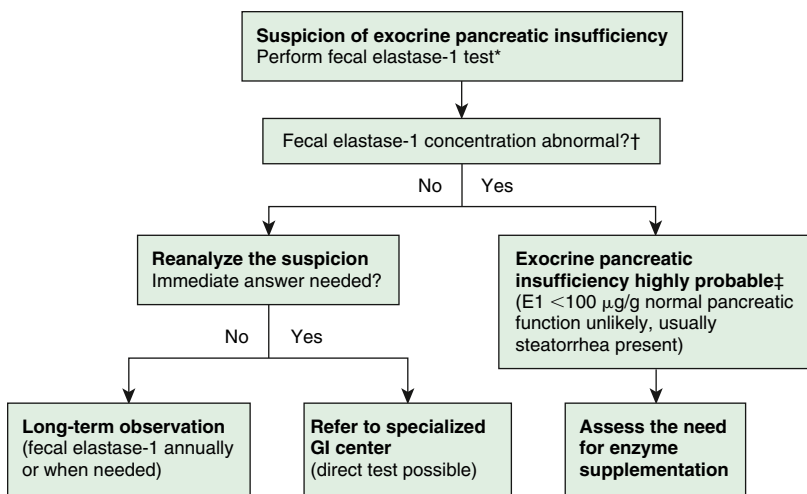 Suspicion of exocrine pancreatic insufficiency
Perform fecal elastase-1 test*
Fecal elastase-1 concentration abnormal?†
No
Yes
Reanalyze the suspicion
Immediate answer needed?
Exocrine pancreatic
insufficiency highly probable‡
(E1 <100 μg/g normal pancreatic
function unlikely, usually
steatorrhea present)
No
Yes
Long-term observation
(fecal elastase-1 annually
or when needed)
Refer to specialized
GI center
(direct test possible)
Assess the need
for enzyme
supplementation